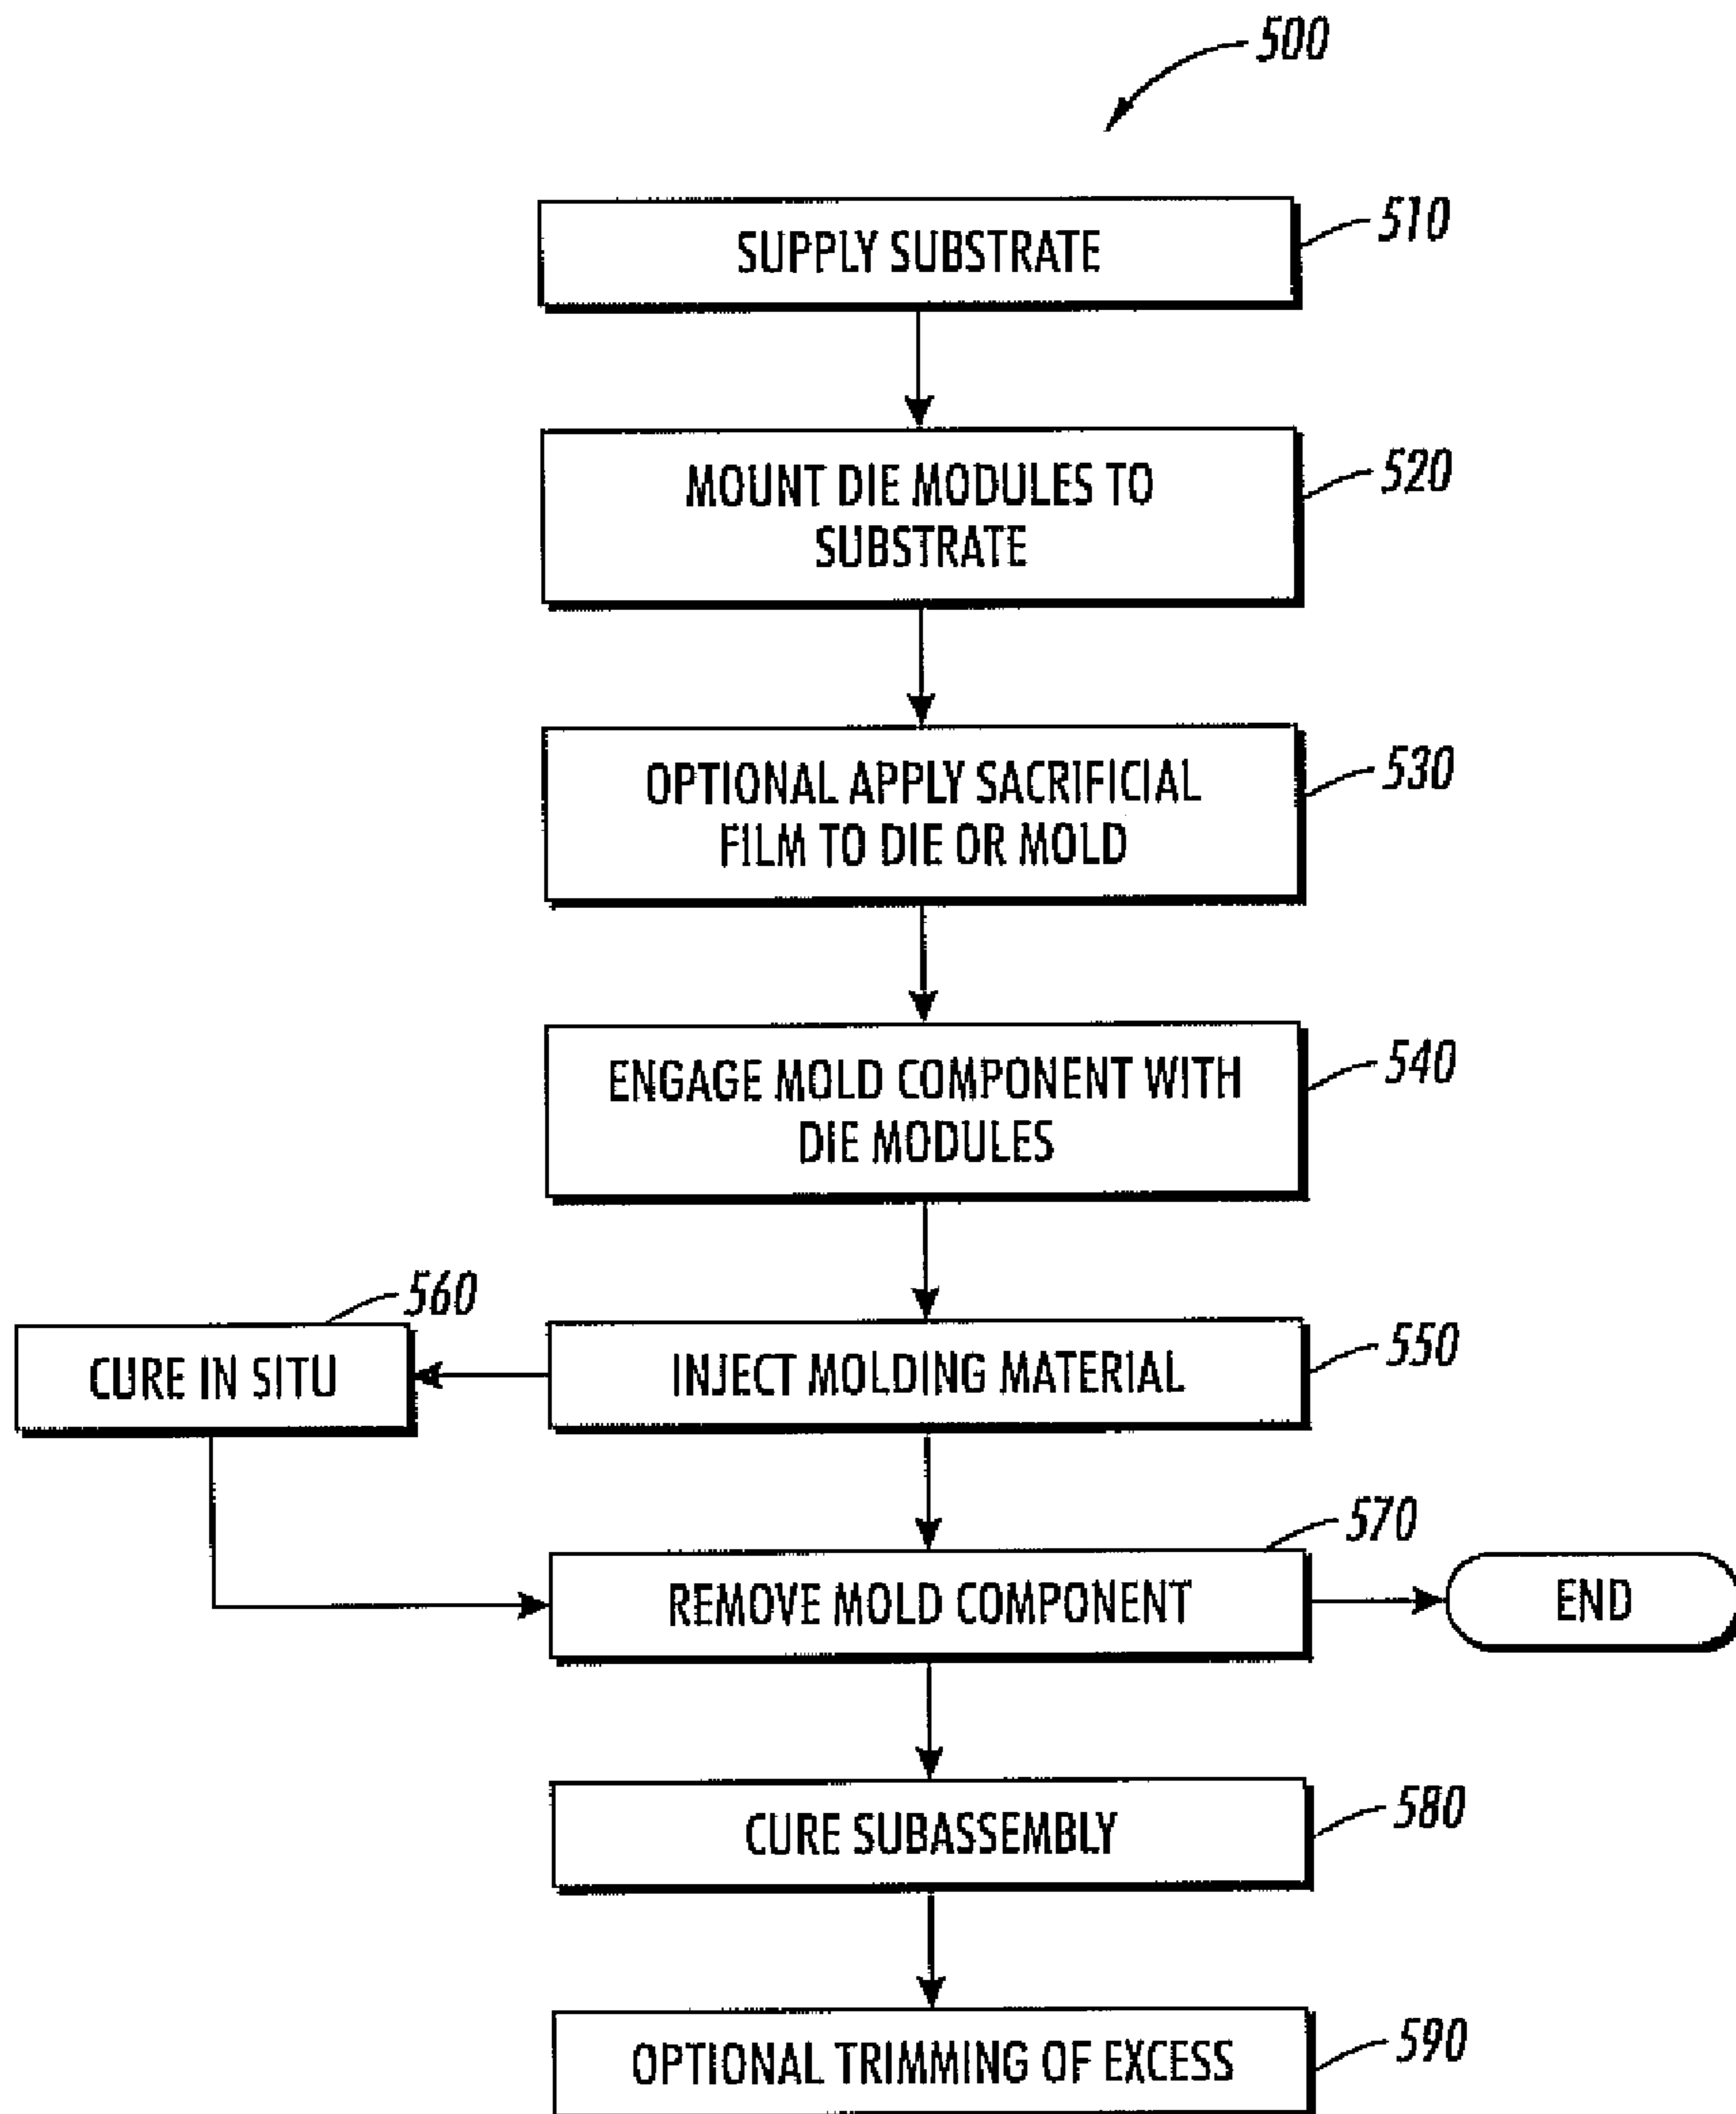 500
SUPPLY SUBSTRATE
510
MOUNT DIE MODULES TO
SUBSTRATE
520
OPTIONAL APPLY SACRIFICIAL
FILM TO DIE OR MOLD
530
ENGAGE MOLD COMPONENT WITH
DIE MODULES
540
INJECT MOLDING MATERIAL
550
CURE IN SITU
560
REMOVE MOLD COMPONENT
570
END
CURE SUBASSEMBLY
580
OPTIONAL TRIMMING OF EXCESS
590